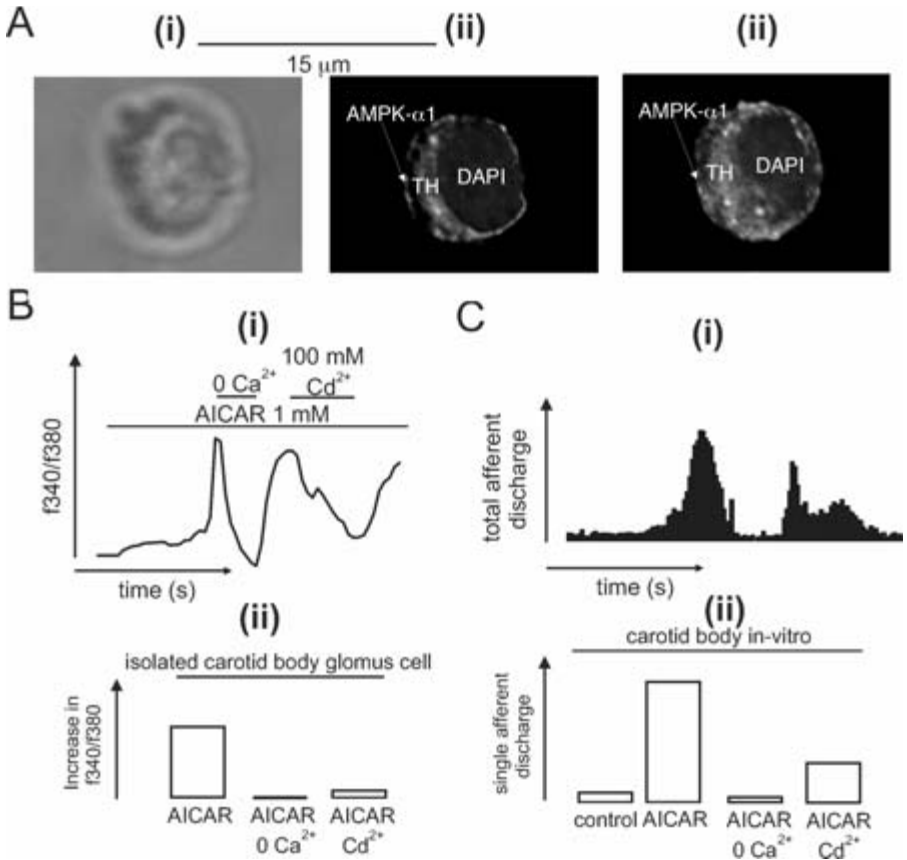 A
(i)
(ii)
(ii)
15 μm
AMPK-α1
TH
DAPI
AMPK-α1
TH
DAPI
B
(i)
100 mM
0 Ca²⁺
Cd²⁺
AICAR 1 mM
f340/f380
time (s)
(ii)
isolated carotid body glomus cell
Increase in
f340/f380
AICAR
AICAR
0 Ca²⁺
AICAR
Cd²⁺
C
(i)
total afferent
discharge
time (s)
(ii)
carotid body in-vitro
single afferent
discharge
control
AICAR
AICAR
0 Ca²⁺
AICAR
Cd²⁺